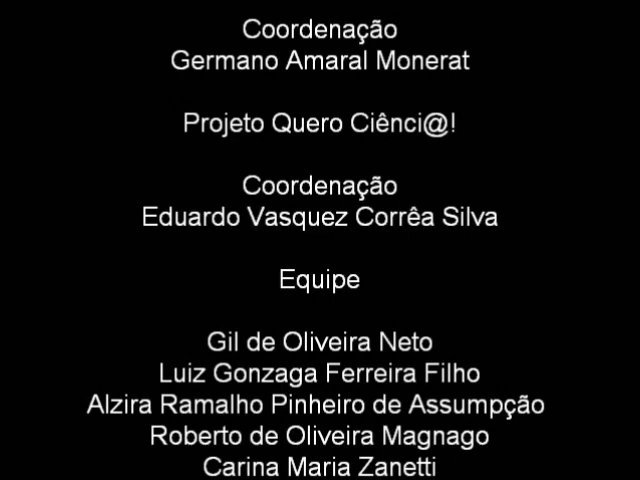 Coordenação
Germano Amaral Monerat
Projeto Quero Ciênci@!
Coordenação
Eduardo Vasquez Corrêa Silva
Equipe
Gil de Oliveira Neto
Luiz Gonzaga Ferreira Filho
Alzira Ramalho Pinheiro de Assumpção
Roberto de Oliveira Magnago
Carina Maria Zanetti